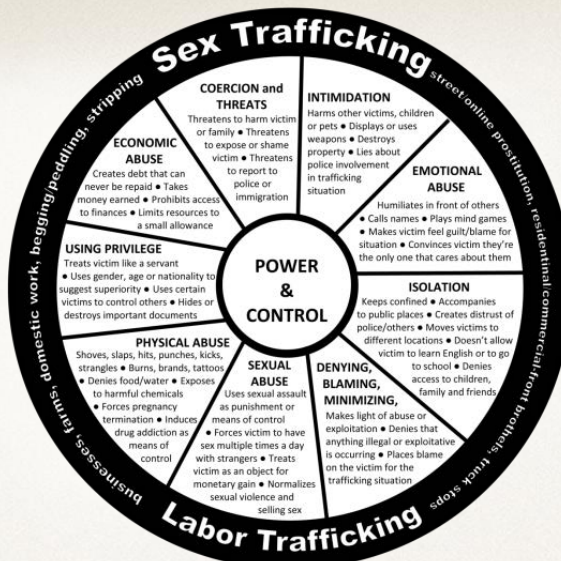 Sex Trafficking
street/online prostitution, residentinal/commercial-front brothels, truck stops
Labor Trafficking
businesses, farms, domestic work, begging/peddling, stripping
COERCION and
THREATS
Threatens to harm victim
or family ● Threatens
to expose or shame
victim ● Threatens
to report to
police or
immigration
INTIMIDATION
Harms other victims, children
or pets ● Displays or uses
weapons ● Destroys
property ● Lies about
police involvement
in trafficking
situation
EMOTIONAL
ABUSE
Humiliates in front of others
● Calls names ● Plays mind games
● Makes victim feel guilt/blame for
situation ● Convinces victim they're
the only one that cares about them
ISOLATION
Keeps confined ● Accompanies
to public places ● Creates distrust of
police/others ● Moves victims to
different locations ● Doesn't allow
victim to learn English or to go
to school ● Denies
access to children,
family and friends
DENYING,
BLAMING,
MINIMIZING,
Makes light of abuse or
exploitation ● Denies that
anything illegal or exploitative
is occurring ● Places blame
on the victim for the
trafficking situation
SEXUAL
ABUSE
Uses sexual assault
as punishment or
means of control
● Forces victim to have
sex multiple times a day
with strangers ● Treats
victim as an object for
monetary gain ● Normalizes
sexual violence and
selling sex
PHYSICAL ABUSE
Shoves, slaps, hits, punches, kicks,
strangles ● Burns, brands, tattoos
● Denies food/water ● Exposes
to harmful chemicals
● Forces pregnancy
termination ● Induces
drug addiction as
means of
control
USING PRIVILEGE
Treats victim like a servant
● Uses gender, age or nationality to
suggest superiority ● Uses certain
victims to control others ● Hides or
destroys important documents
ECONOMIC
ABUSE
Creates debt that can
never be repaid ● Takes
money earned ● Prohibits access
to finances ● Limits resources to
a small allowance
POWER
&
CONTROL